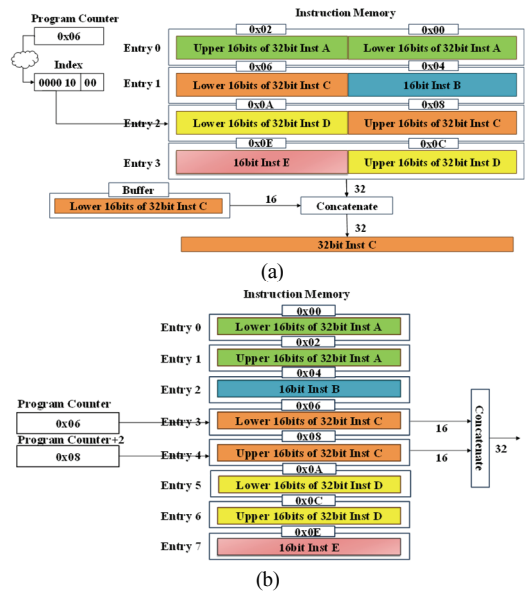 Program Counter
Instruction Memory
0x06
0x02
0x00
Entry 0
Upper 16bits of 32bit Inst A
Lower 16bits of 32bit Inst A
Index
0x06
0x04
0000 10
00
Entry 1
Lower 16bits of 32bit Inst C
16bit Inst B
0x0A
0x08
Entry 2
Lower 16bits of 32bit Inst D
Upper 16bits of 32bit Inst C
0x0E
0x0C
Entry 3
16bit Inst E
Upper 16bits of 32bit Inst D
Buffer
32
Lower 16bits of 32bit Inst C
16
Concatenate
32
32bit Inst C
(a)
Instruction Memory
0x00
Entry 0
Lower 16bits of 32bit Inst A
0x02
Entry 1
Upper 16bits of 32bit Inst A
0x04
Entry 2
16bit Inst B
Program Counter
0x06
0x06
Entry 3
Lower 16bits of 32bit Inst C
16
Program Counter+2
0x08
0x08
Entry 4
Upper 16bits of 32bit Inst C
16
Concatenate
32
0x0A
Entry 5
Lower 16bits of 32bit Inst D
0x0C
Entry 6
Upper 16bits of 32bit Inst D
0x0E
Entry 7
16bit Inst E
(b)